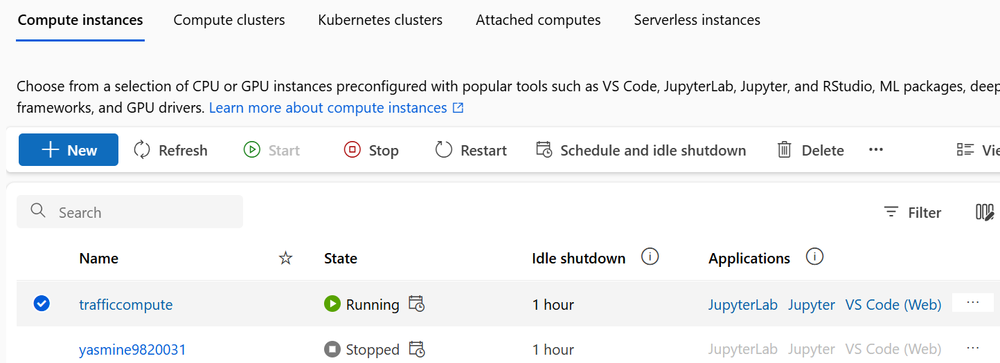 Compute instances Compute clusters Kubernetes clusters Attached computes Serverless instances
Choose from a selection of CPU or GPU instances preconfigured with popular tools such as VS Code, JupyterLab, Jupyter, and RStudio, ML packages, deep
frameworks, and GPU drivers. Learn more about compute instances
New Refresh Start Stop Restart Schedule and idle shutdown Delete ... Vie
Search Filter
Name State Idle shutdown Applications
trafficcompute Running 1 hour JupyterLab Jupyter VS Code (Web) ...
yasmine9820031 Stopped 1 hour JupyterLab Jupyter VS Code (Web) ...